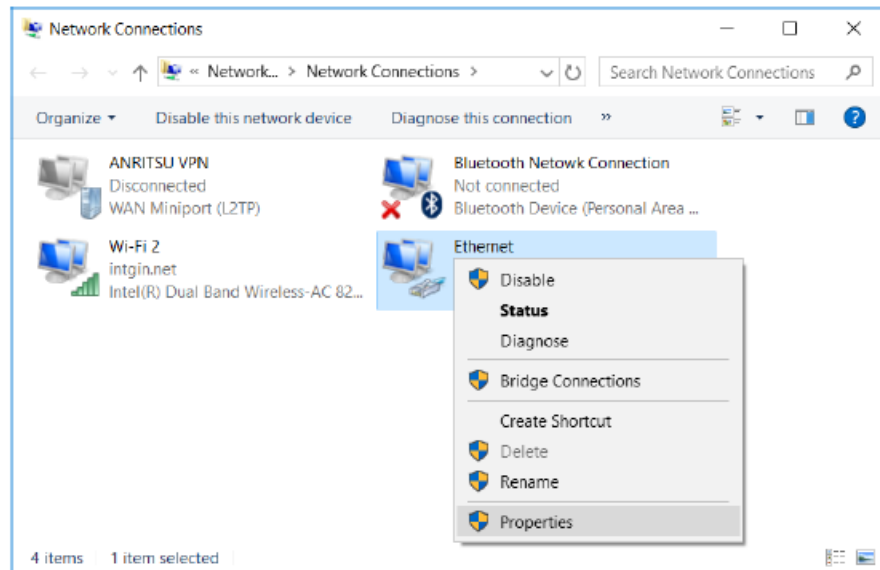 Network Connections
« Network... > Network Connections >
Search Network Connections
Organize
Disable this network device
Diagnose this connection
»
?
ANRITSU VPN
Disconnected
WAN Miniport (L2TP)
Bluetooth Netowk Connection
Not connected
Bluetooth Device (Personal Area ...
Wi-Fi 2
intgin.net
Intel(R) Dual Band Wireless-AC 82...
Ethernet
Disable
Status
Diagnose
Bridge Connections
Create Shortcut
Delete
Rename
Properties
4 items
1 item selected